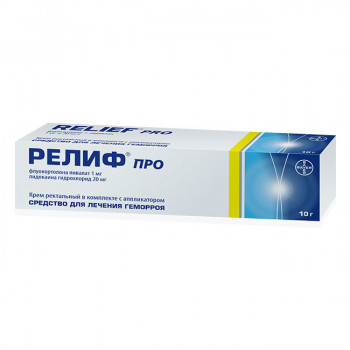 RELIEF PRO
РЕЛИФ® ПРО
флуокортолона пивалат 1 мг
лидокаина гидрохлорид 20 мг
Крем ректальный в комплекте с аппликатором
СРЕДСТВО ДЛЯ ЛЕЧЕНИЯ ГЕМОРРОЯ
BAYER
10 г